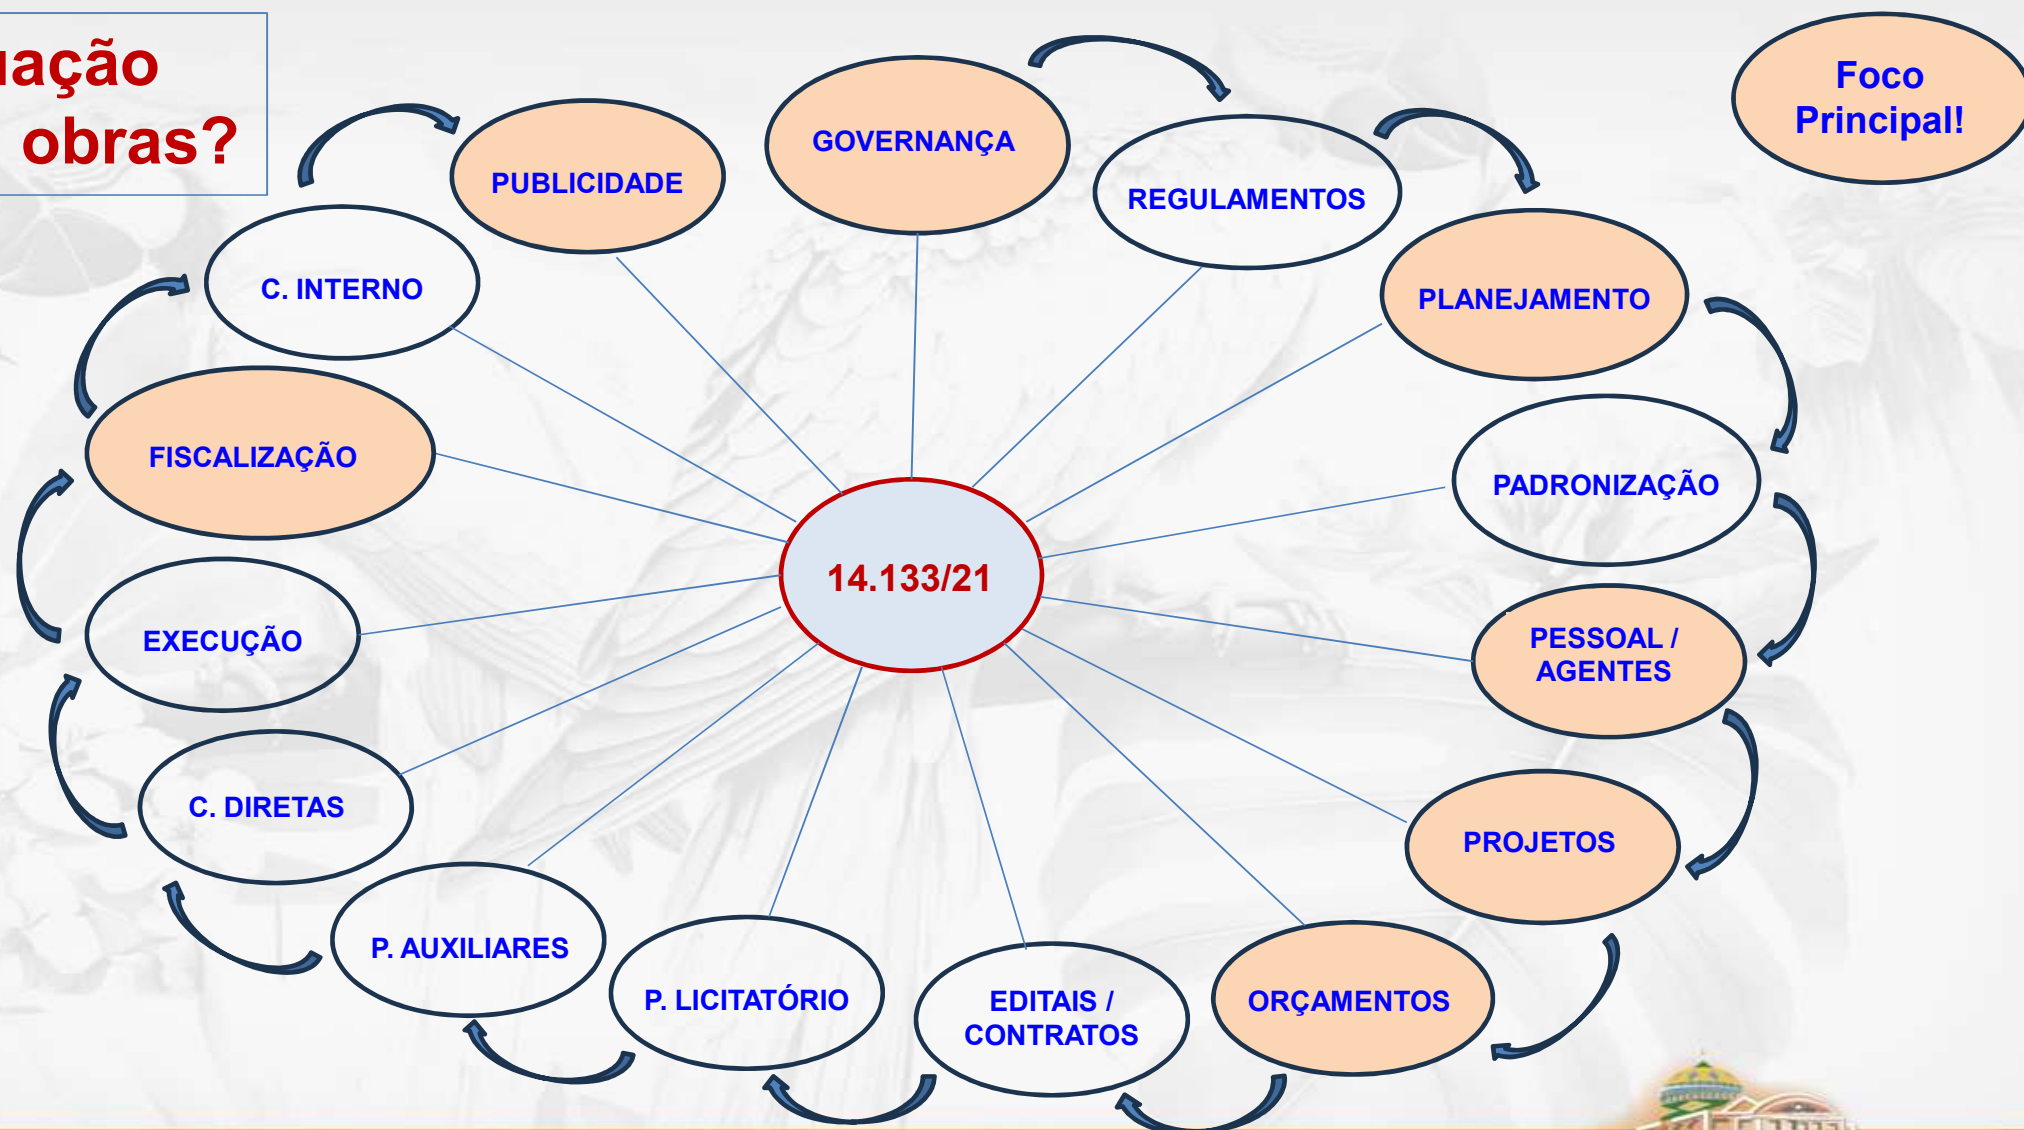 obras?
Foco
Principal!
GOVERNANÇA
REGULAMENTOS
PLANEJAMENTO
PADRONIZAÇÃO
PESSOAL /
AGENTES
PROJETOS
ORÇAMENTOS
EDITAIS /
CONTRATOS
P. LICITATÓRIO
P. AUXILIARES
C. DIRETAS
EXECUÇÃO
FISCALIZAÇÃO
C. INTERNO
PUBLICIDADE
14.133/21